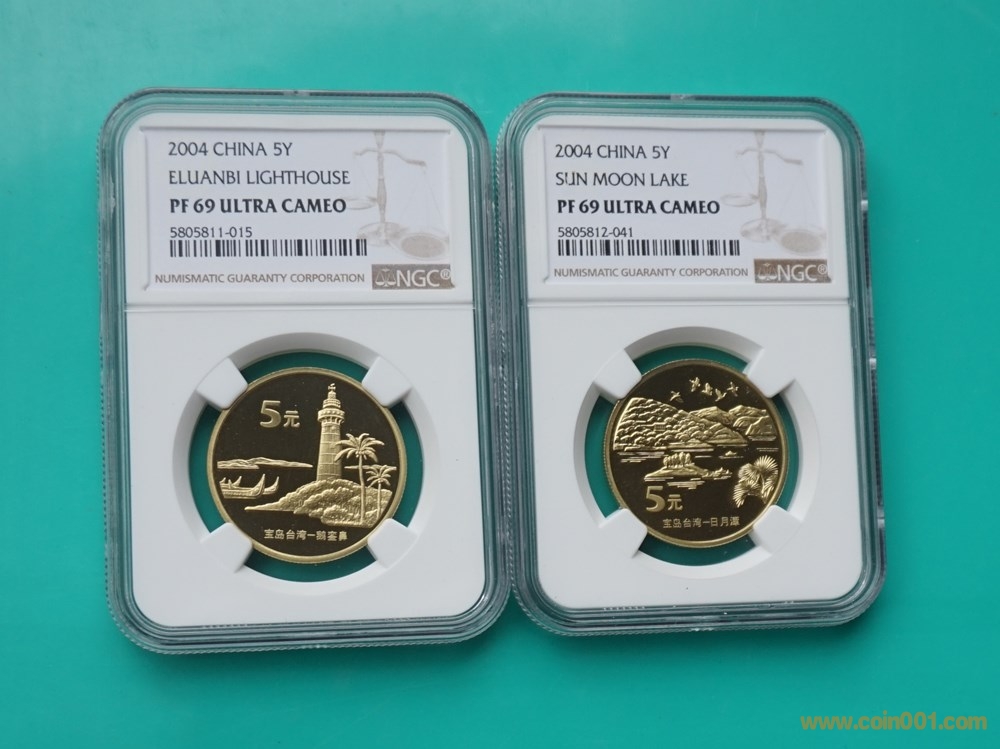 2004 CHINA 5Y
ELUANBI LIGHTHOUSE
PF 69 ULTRA CAMEO
5805811-015
NUMISMATIC GUARANTY CORPORATION NGC®
5元
宝岛台湾—鹅銮鼻
2004 CHINA 5Y
SUN MOON LAKE
PF 69 ULTRA CAMEO
5805812-041
NUMISMATIC GUARANTY CORPORATION NGC®
5元
宝岛台湾—日月潭
www.coin001.com